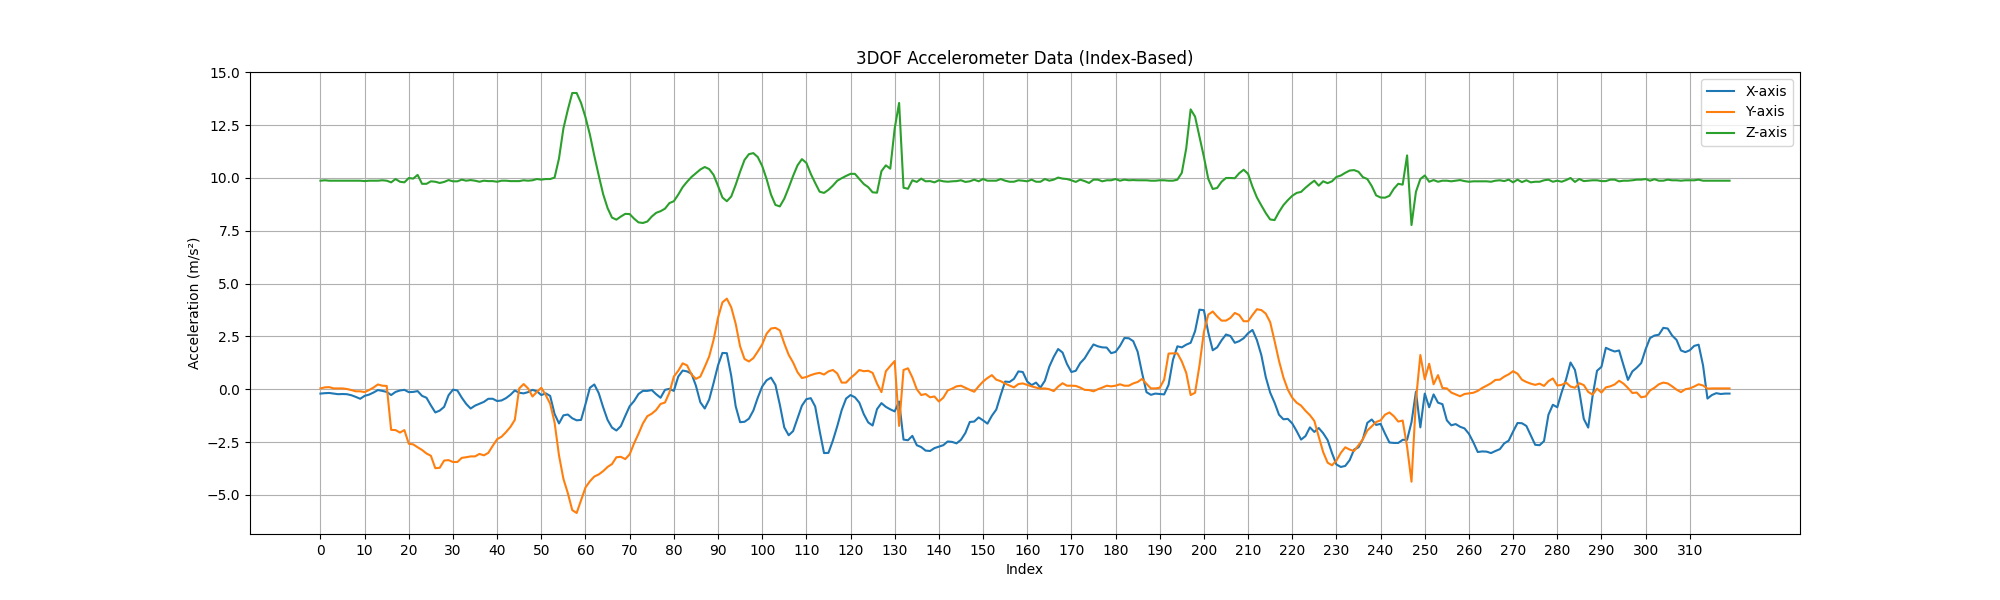 3DOF Accelerometer Data (Index-Based)
15.0
12.5
10.0
7.5
5.0
2.5
0.0
−2.5
−5.0
Acceleration (m/s²)
X-axis
Y-axis
Z-axis
0 10 20 30 40 50 60 70 80 90 100 110 120 130 140 150 160 170 180 190 200 210 220 230 240 250 260 270 280 290 300 310
Index